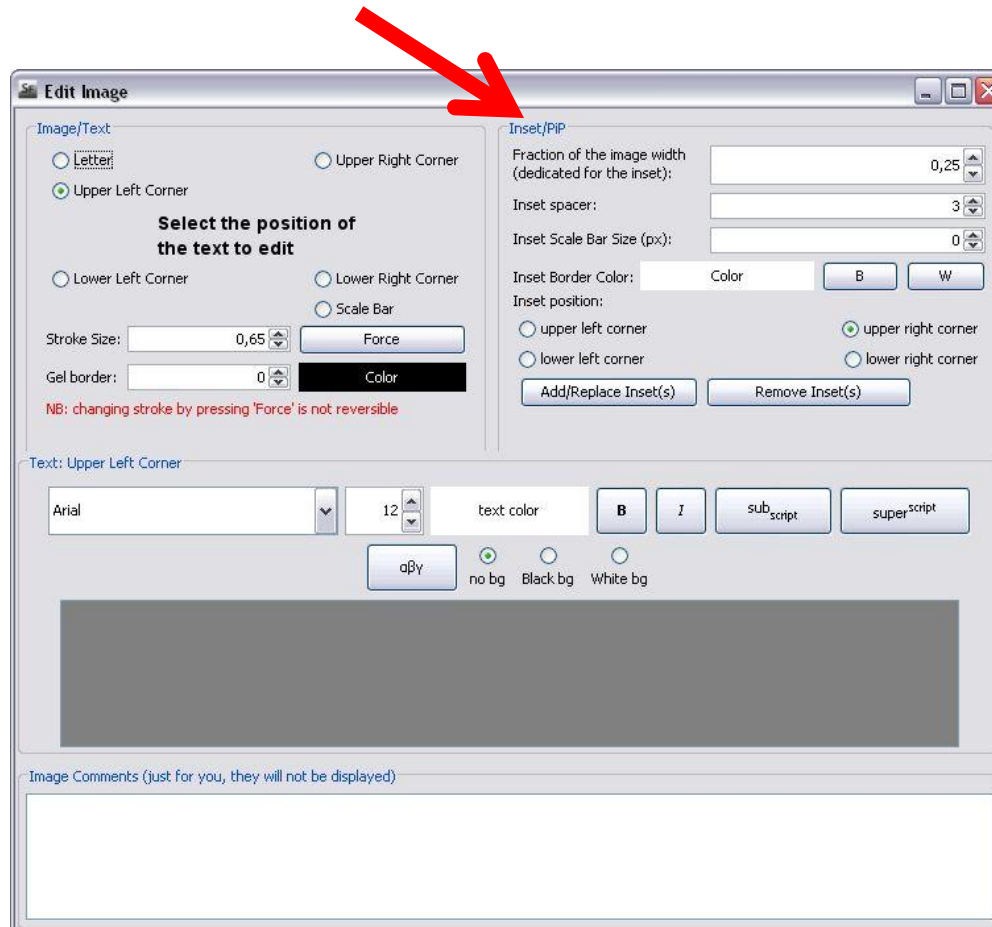 Edit Image
Image/Text
Letter
Upper Right Corner
Upper Left Corner
Select the position of
the text to edit
Lower Left Corner
Lower Right Corner
Scale Bar
Stroke Size:
0,65
Force
Gel border:
0
Color
NB: changing stroke by pressing 'Force' is not reversible
Inset/PiP
Fraction of the image width
(dedicated for the inset):
0,25
Inset spacer:
3
Inset Scale Bar Size (px):
0
Inset Border Color:
Color
B
W
Inset position:
upper left corner
upper right corner
lower left corner
lower right corner
Add/Replace Inset(s)
Remove Inset(s)
Text: Upper Left Corner
Arial
12
text color
B
I
subscript
superscript
αβγ
no bg
Black bg
White bg
Image Comments (just for you, they will not be displayed)